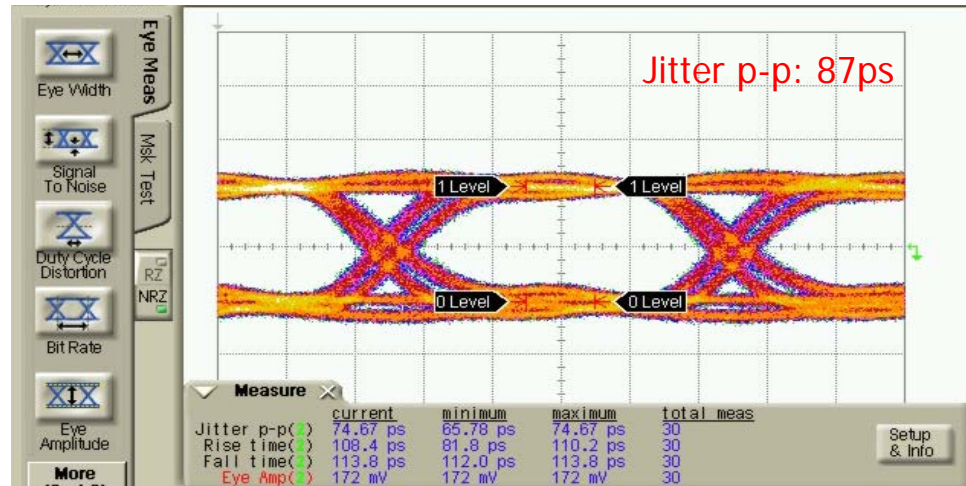 Eye Width
Signal
To Noise
Duty Cycle
Distortion
Bit Rate
Eye
Amplitude
More
Eye Meas
Msk Test
RZ
NRZ
Jitter p-p: 87ps
1 Level
1 Level
0 Level
0 Level
Measure
current minimum maximum total meas
Jitter p-p(2) 74.67 ps 65.78 ps 74.67 ps 30
Rise time(2) 108.4 ps 81.8 ps 110.2 ps 30
Fall time(2) 113.8 ps 112.0 ps 113.8 ps 30
Eye Amp(2) 172 mV 172 mV 172 mV 30
Setup
& Info